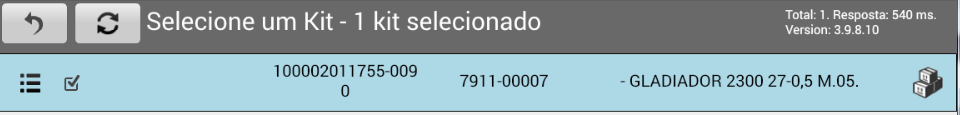 Selecione um Kit - 1 kit selecionado
Total: 1. Resposta: 540 ms.
Version: 3.9.8.10
100002011755-009
0
7911-00007
- GLADIADOR 2300 27-0,5 M.05.